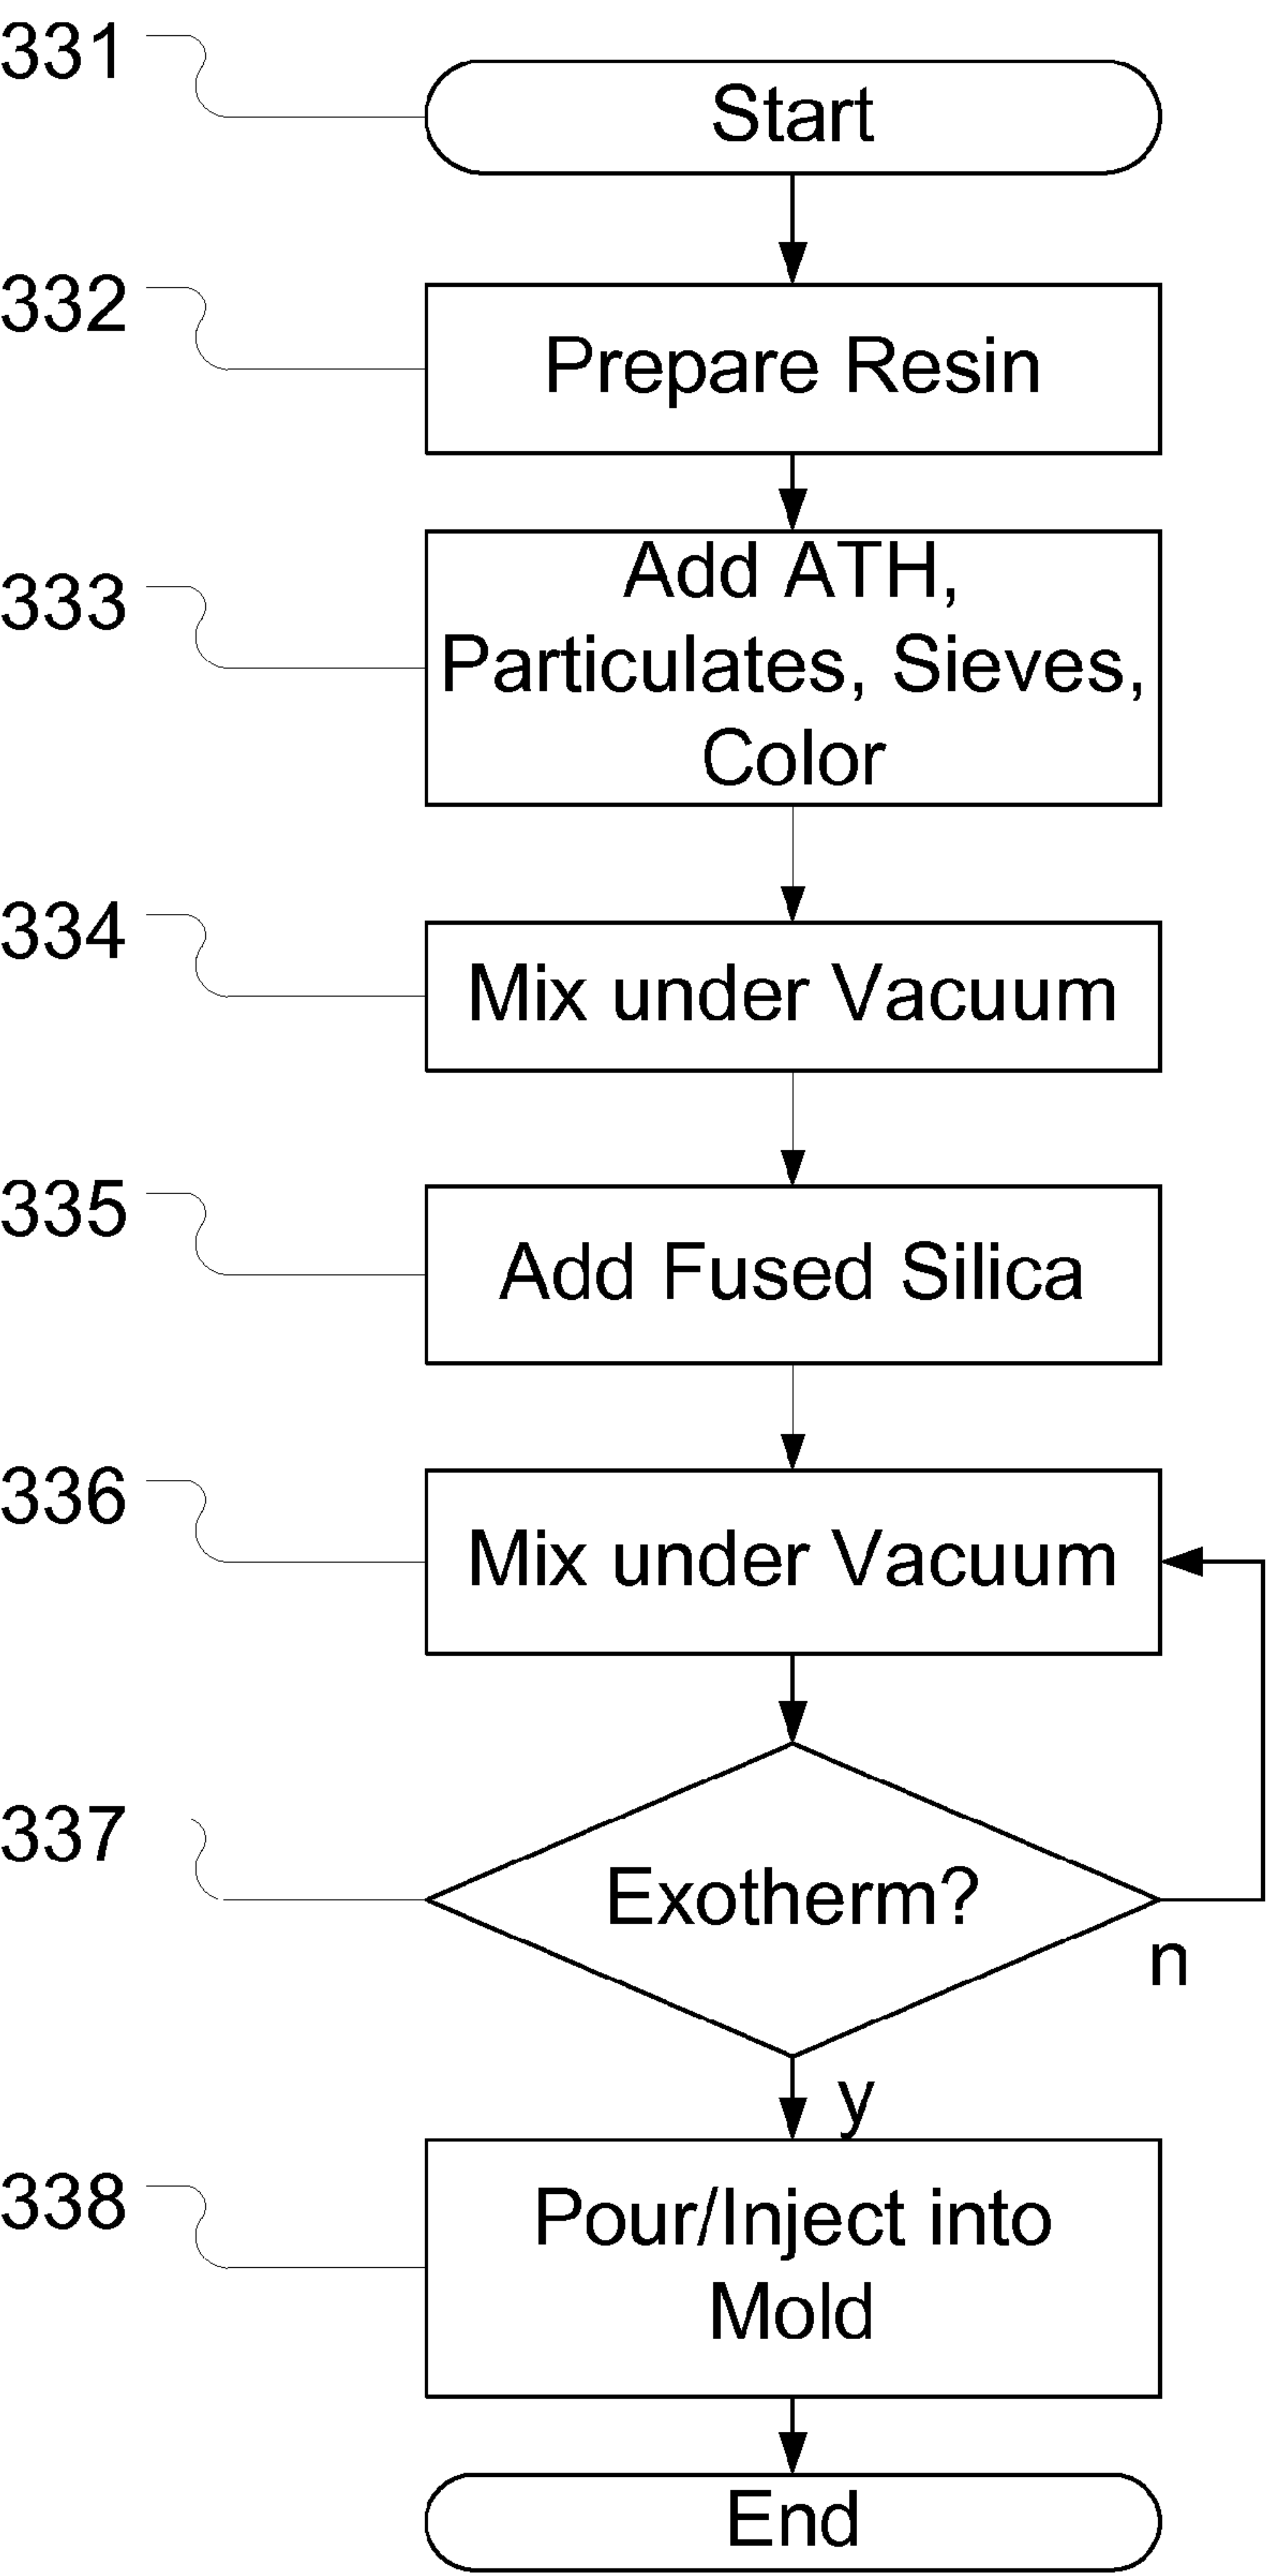 331
Start
332
Prepare Resin
333
Add ATH,
Particulates, Sieves,
Color
334
Mix under Vacuum
335
Add Fused Silica
336
Mix under Vacuum
337
Exotherm?
n
y
338
Pour/Inject into
Mold
End